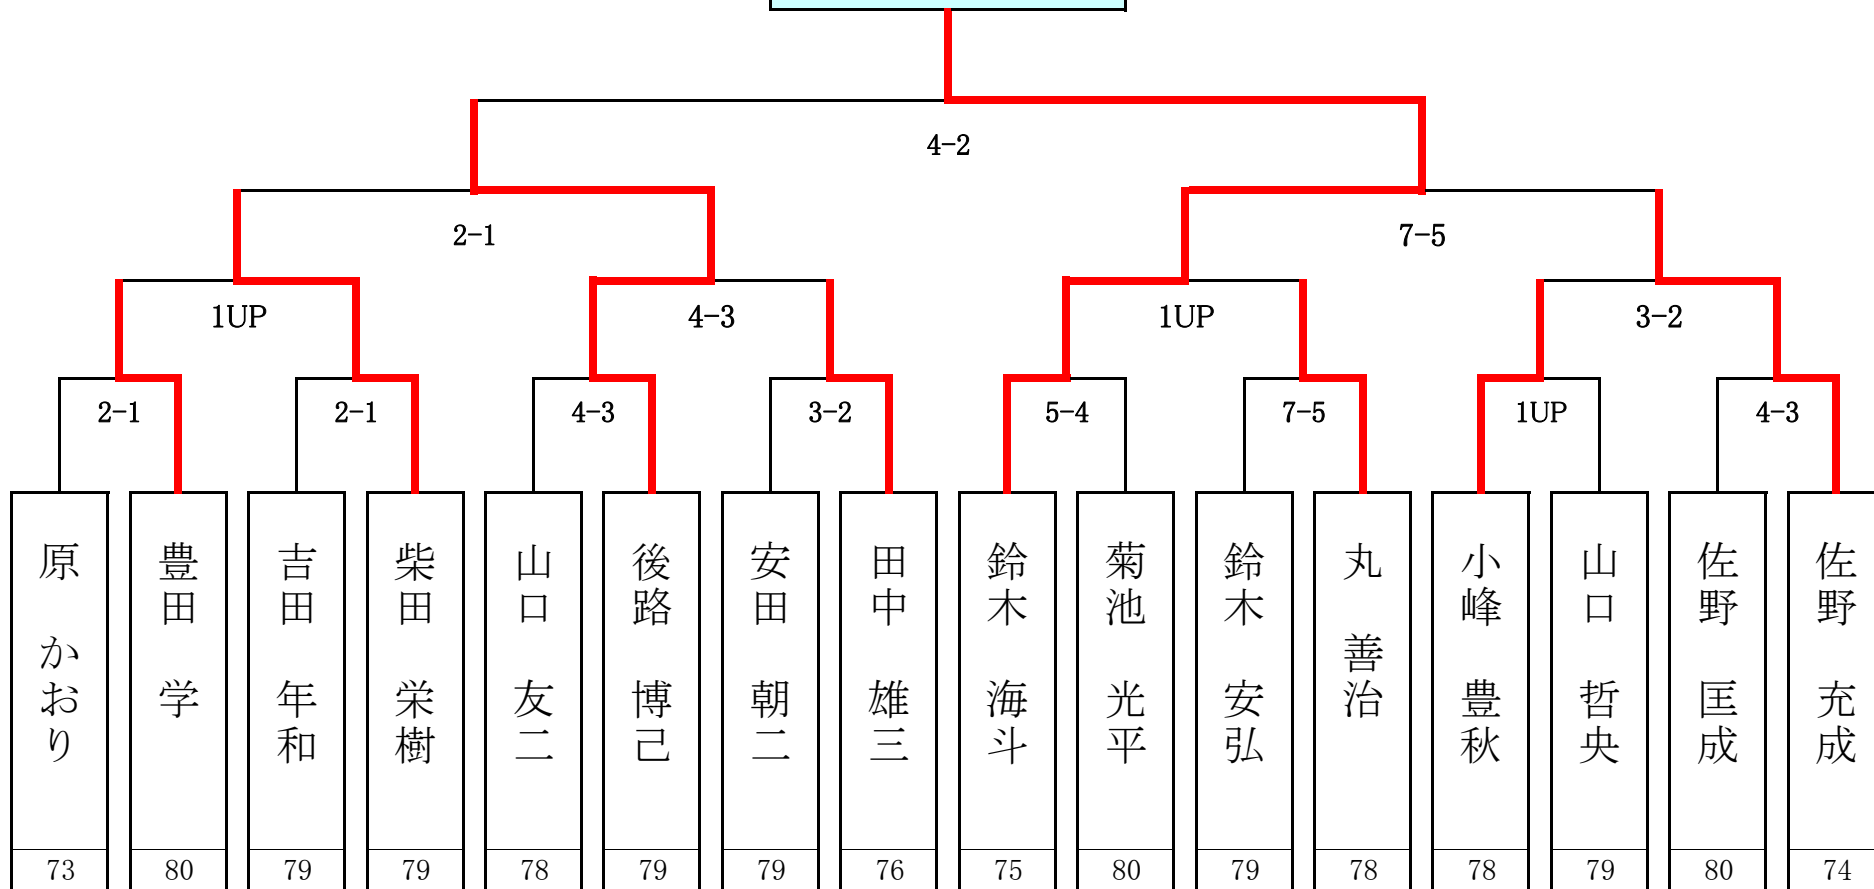 4-2
2-1
7-5
1UP
4-3
1UP
3-2
2-1
2-1
4-3
3-2
5-4
7-5
1UP
4-3
原 かおり
豊田 学
吉田 年和
柴田 栄樹
山口 友二
後路 博己
安田 朝二
田中 雄三
鈴木 海斗
菊池 光平
鈴木 安弘
丸 善治
小峰 豊秋
山口 哲央
佐野 匡成
佐野 充成
73
80
79
79
78
79
79
76
75
80
79
78
78
79
80
74